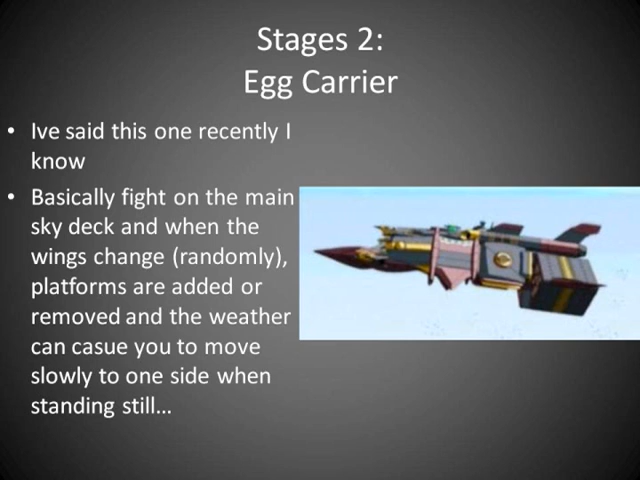 Stages 2:
Egg Carrier
• Ive said this one recently I
know
• Basically fight on the main
sky deck and when the
wings change (randomly),
platforms are added or
removed and the weather
can casue you to move
slowly to one side when
standing still…